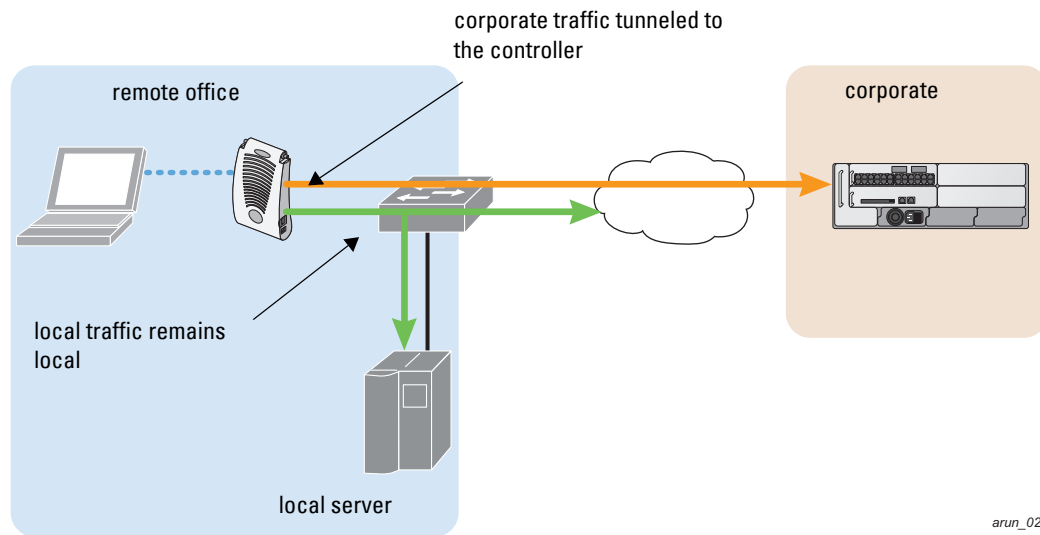 corporate traffic tunneled to
the controller
remote office
corporate
local traffic remains
local
local server
arun_02